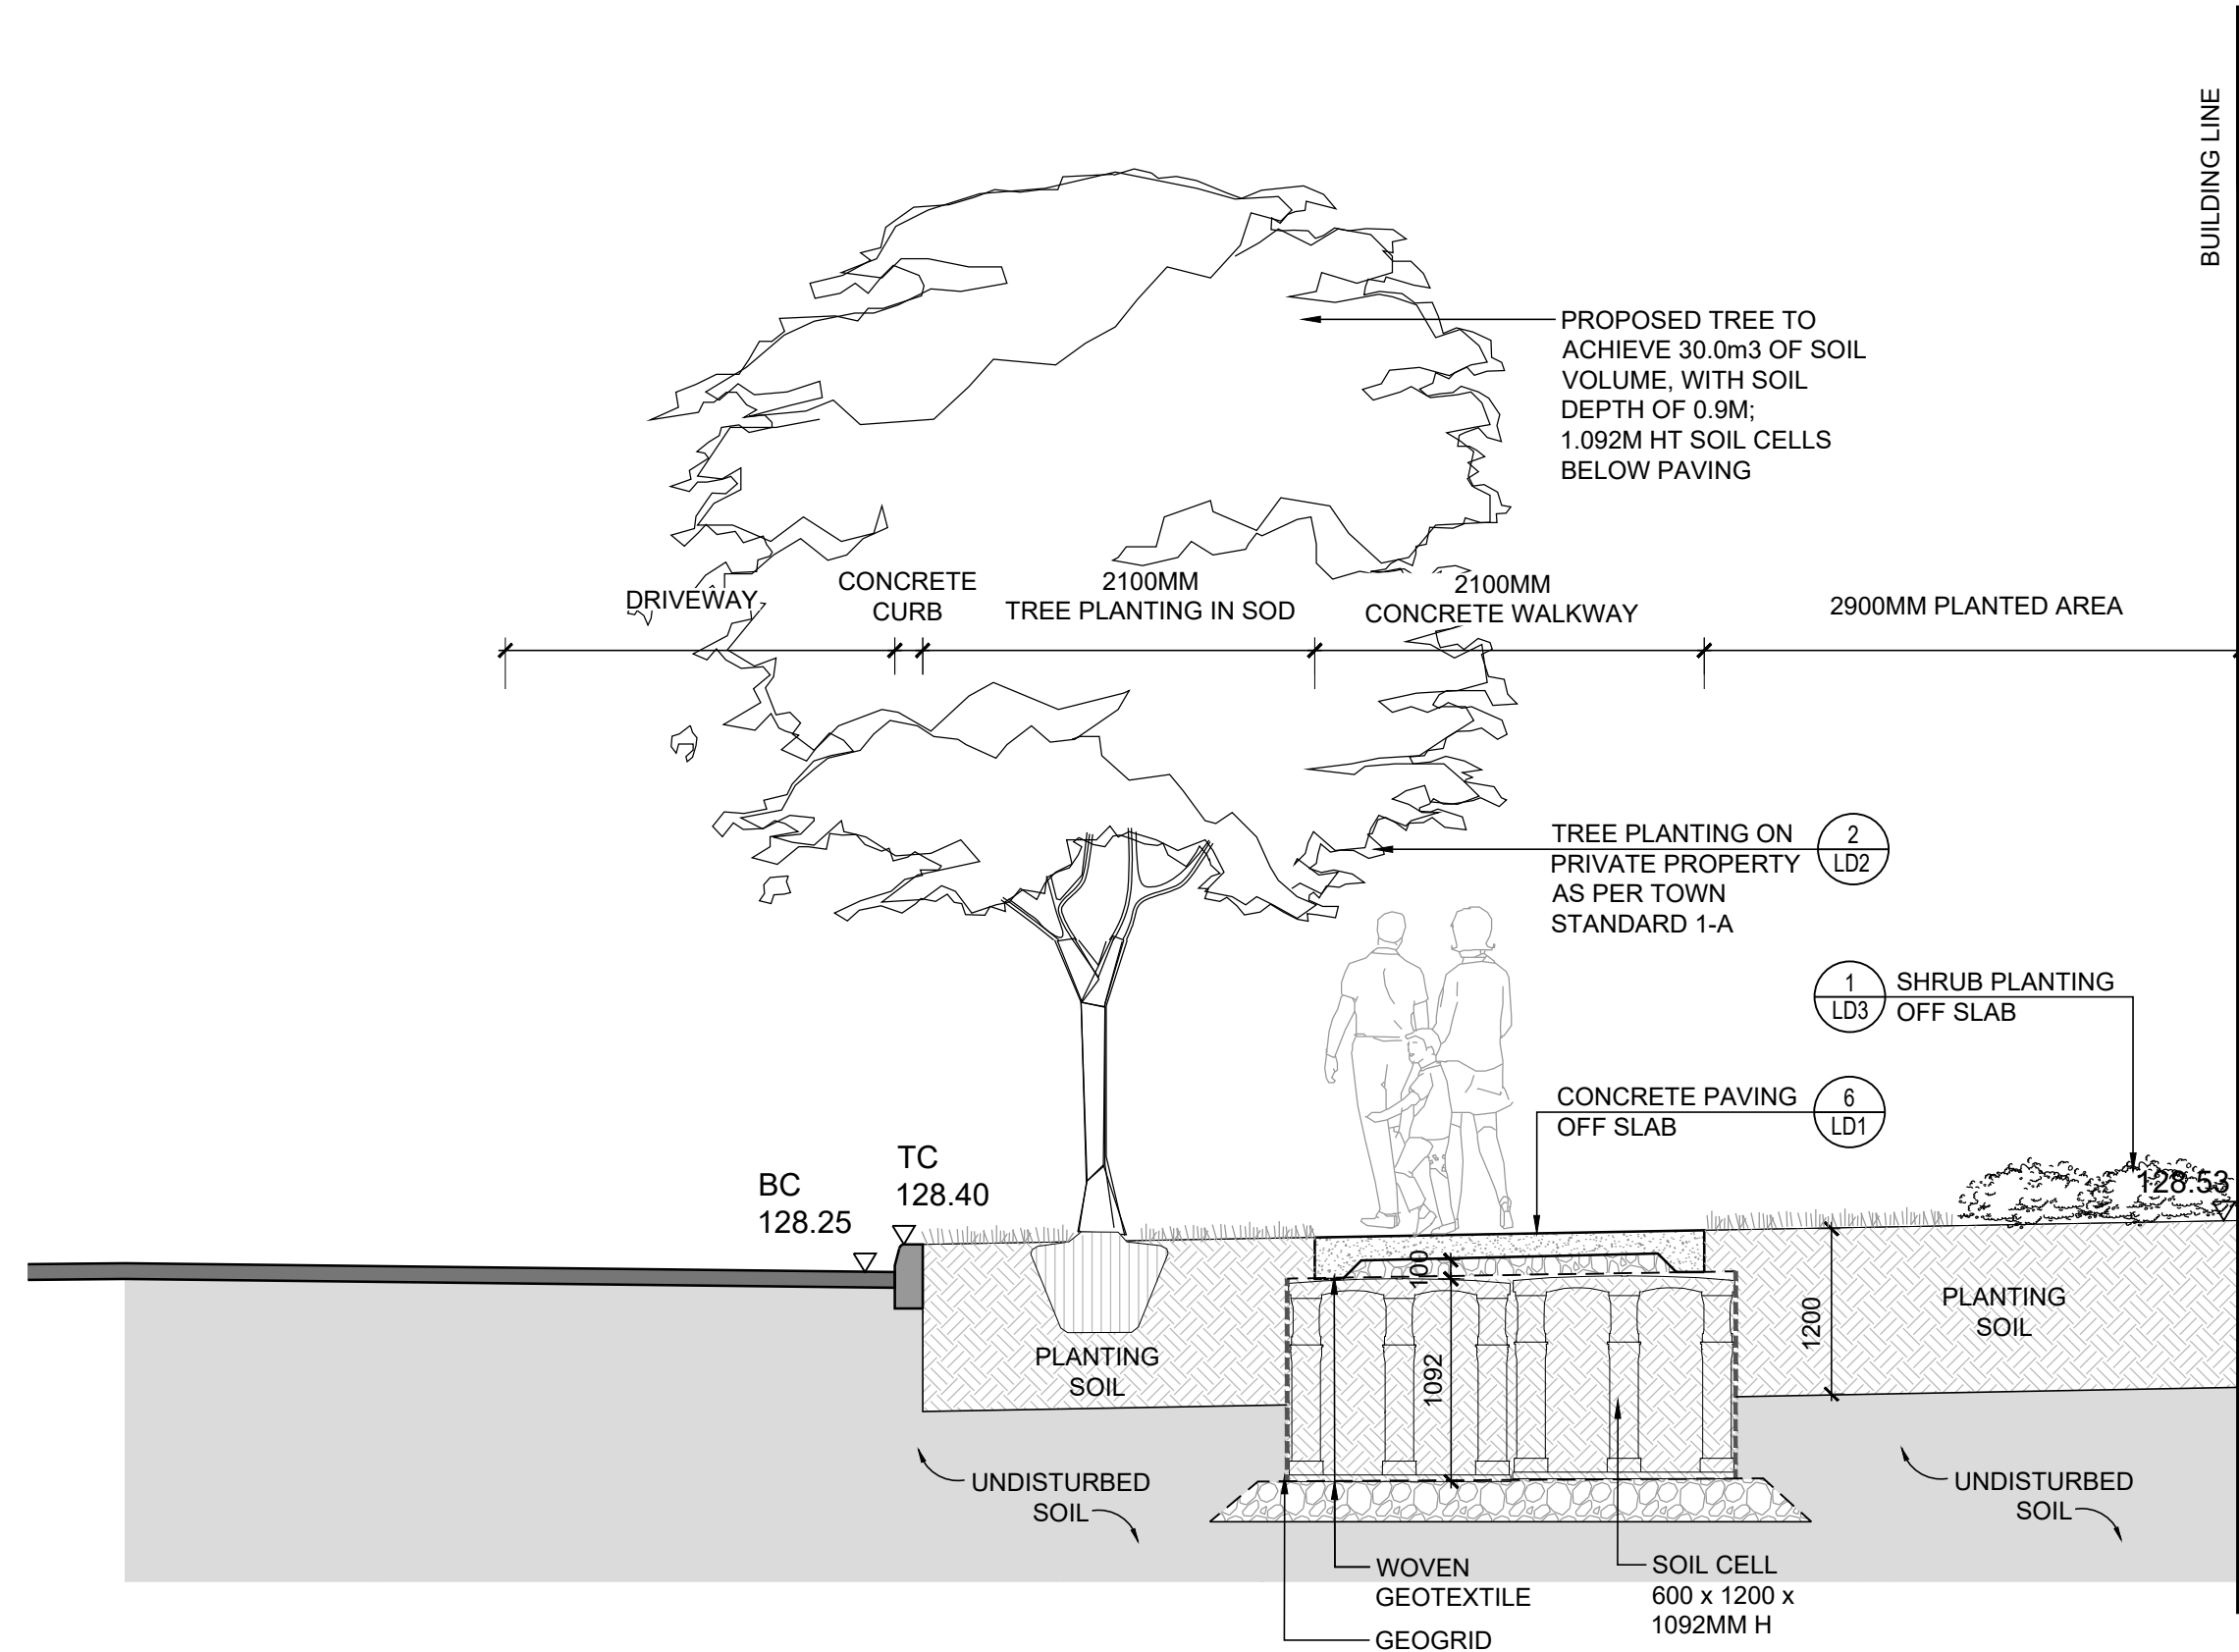 BUILDING LINE
PROPOSED TREE TO
ACHIEVE 30.0m3 OF SOIL
VOLUME, WITH SOIL
DEPTH OF 0.9M;
1.092M HT SOIL CELLS
BELOW PAVING
DRIVEWAY
CONCRETE
CURB
2100MM
TREE PLANTING IN SOD
2100MM
CONCRETE WALKWAY
2900MM PLANTED AREA
TREE PLANTING ON
PRIVATE PROPERTY
AS PER TOWN
STANDARD 1-A
2
LD2
1
LD3
SHRUB PLANTING
OFF SLAB
CONCRETE PAVING
OFF SLAB
6
LD1
BC
128.25
TC
128.40
128.53
100
1092
1200
PLANTING
SOIL
PLANTING
SOIL
UNDISTURBED
SOIL
UNDISTURBED
SOIL
WOVEN
GEOTEXTILE
GEOGRID
SOIL CELL
600 x 1200 x
1092MM H